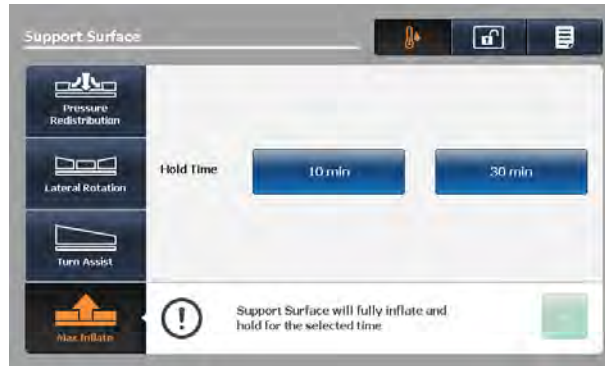 Support Surface
Pressure
Redistribution
Lateral Rotation
Turn Assist
Max Inflate
Hold Time
10 min
30 min
Support Surface will fully inflate and
hold for the selected time